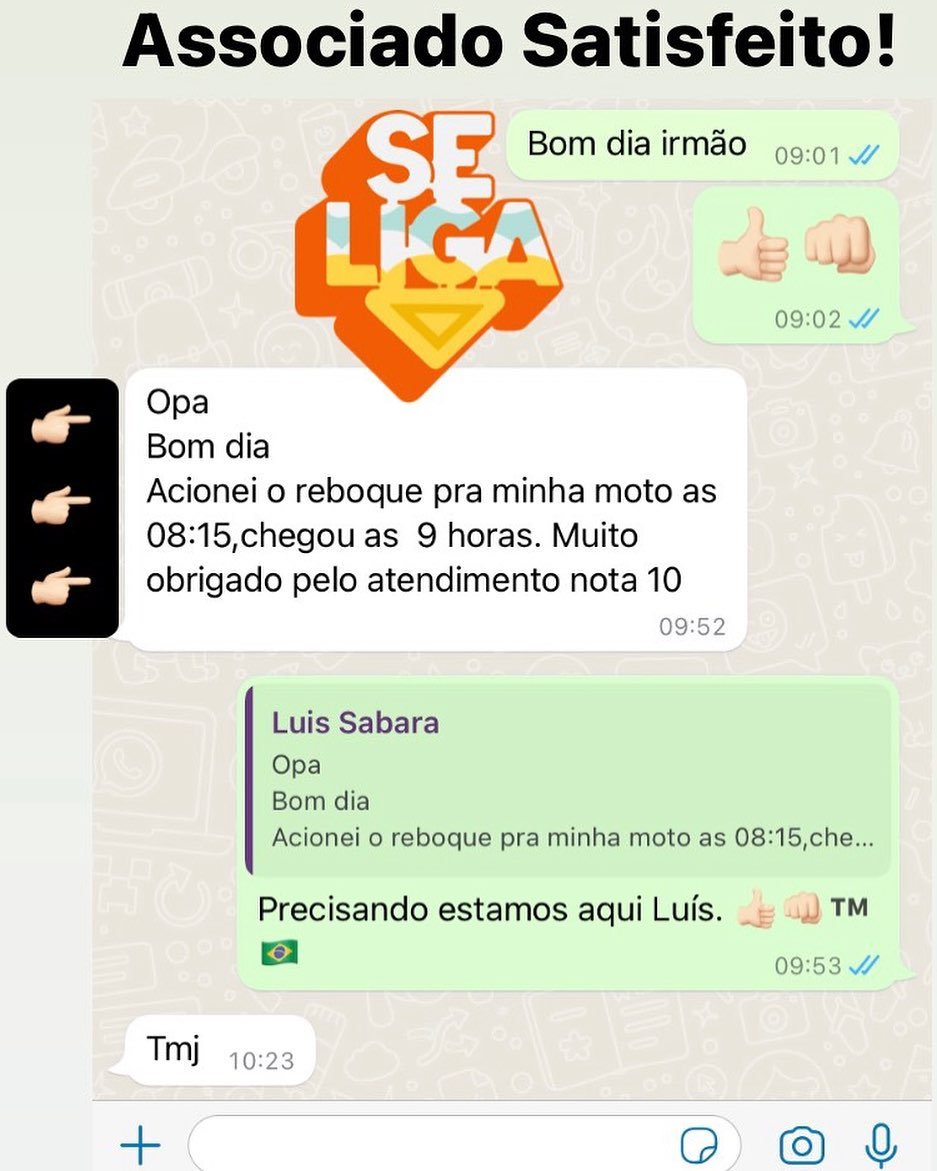 Associado Satisfeito!
SE
LIGA
Bom dia irmão 09:01
👍🏻👊🏻
09:02
Opa
Bom dia
Acionei o reboque pra minha moto as
08:15,chegou as  9 horas. Muito
obrigado pelo atendimento nota 10
09:52
Luis Sabara
Opa
Bom dia
Acionei o reboque pra minha moto as 08:15,che...
Precisando estamos aqui Luís. 👍🏻👊🏻™
🇧🇷 09:53
Tmj 10:23